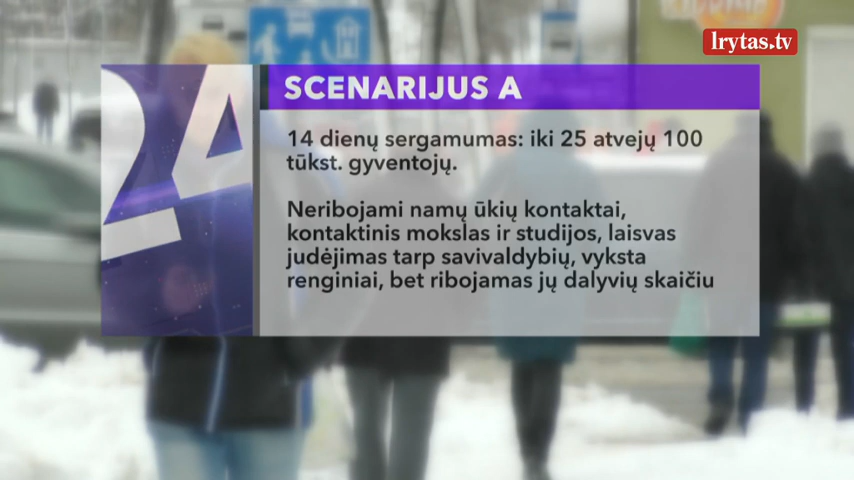 lrytas.tv
24
SCENARIJUS A
14 dienų sergamumas: iki 25 atvejų 100
tūkst. gyventojų.
Neribojami namų ūkių kontaktai,
kontaktinis mokslas ir studijos, laisvas
judėjimas tarp savivaldybių, vyksta
renginiai, bet ribojamas jų dalyvių skaičiu